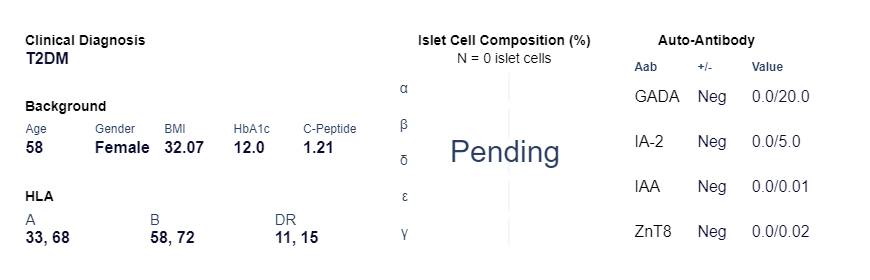 Clinical Diagnosis
T2DM
Background
Age Gender BMI HbA1c C-Peptide
58 Female 32.07 12.0 1.21
HLA
A B DR
33, 68 58, 72 11, 15
Islet Cell Composition (%)
N = 0 islet cells
α
β
δ
ε
γ
Pending
Auto-Antibody
Aab +/- Value
GADA Neg 0.0/20.0
IA-2 Neg 0.0/5.0
IAA Neg 0.0/0.01
ZnT8 Neg 0.0/0.02